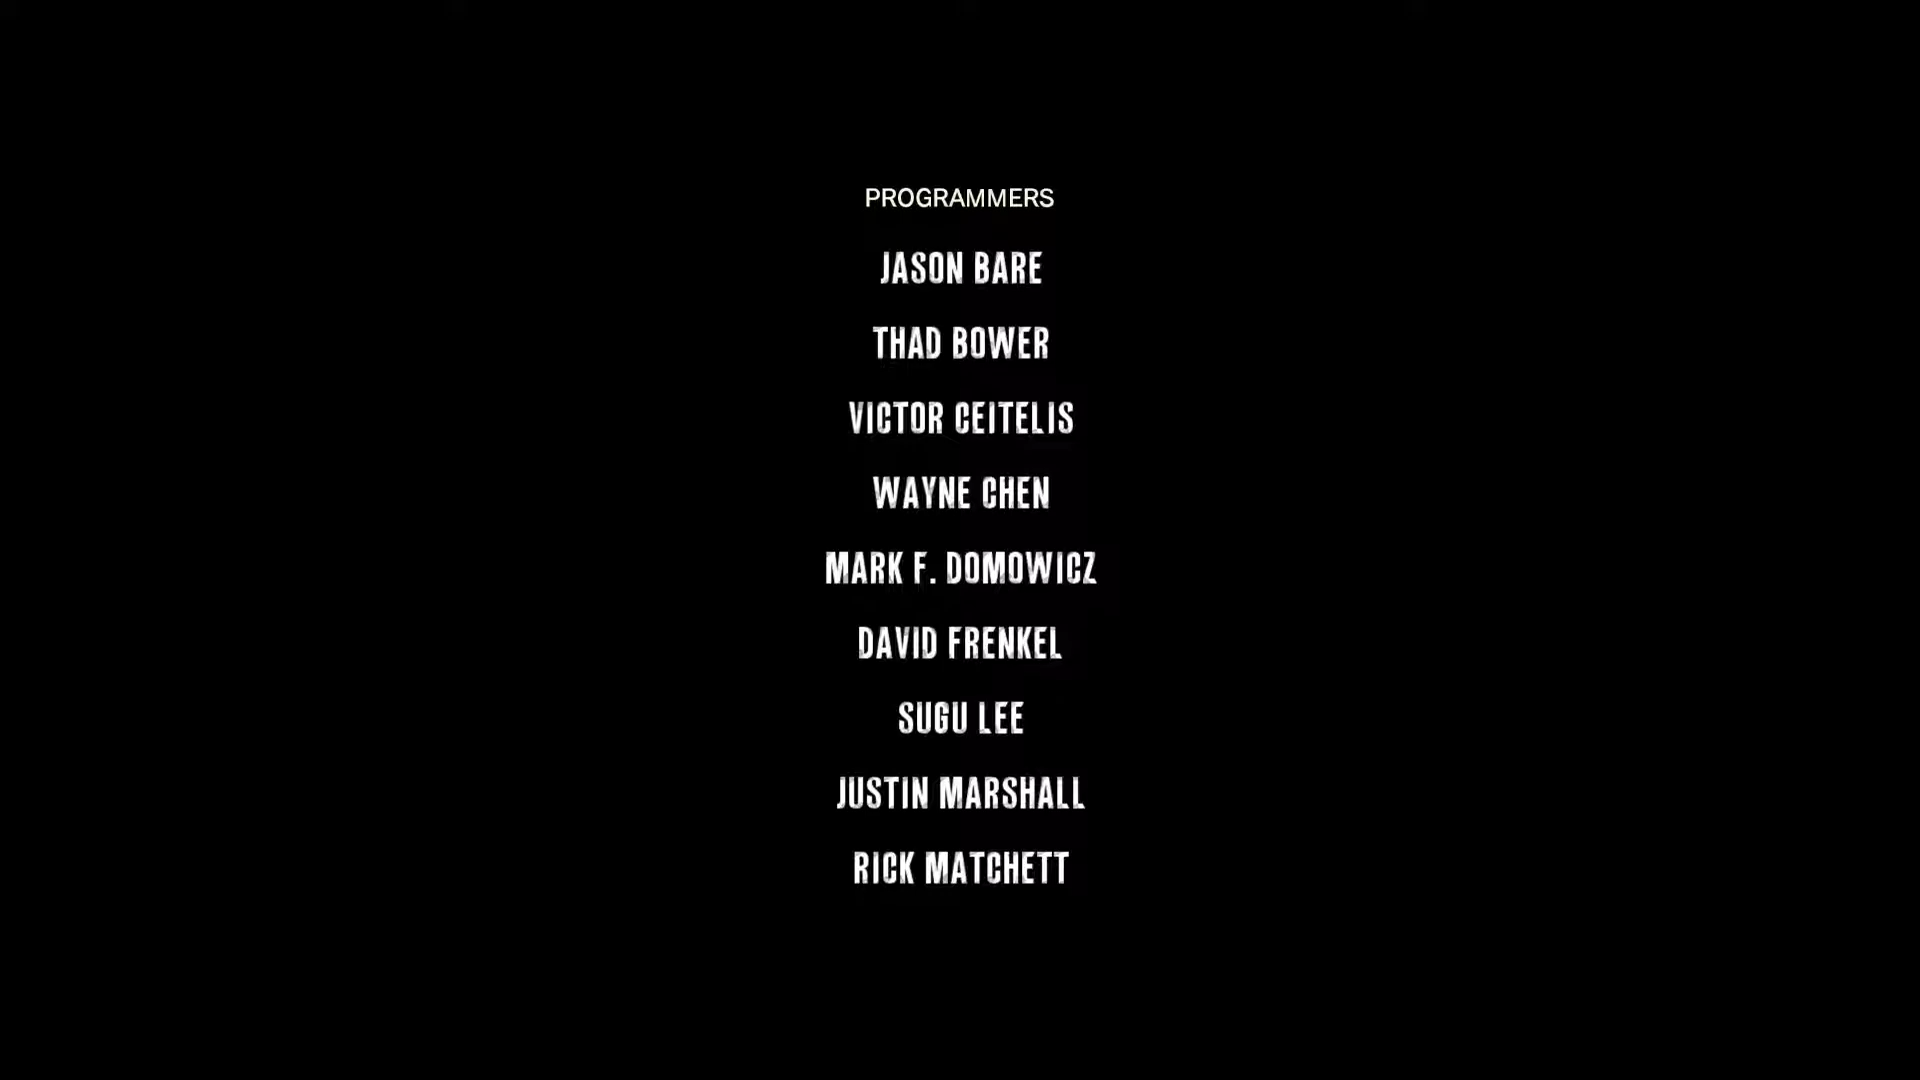 PROGRAMMERS
JASON BARE
THAD BOWER
VICTOR CEITELIS
WAYNE CHEN
MARK F. DOMOWICZ
DAVID FRENKEL
SUGU LEE
JUSTIN MARSHALL
RICK MATCHETT